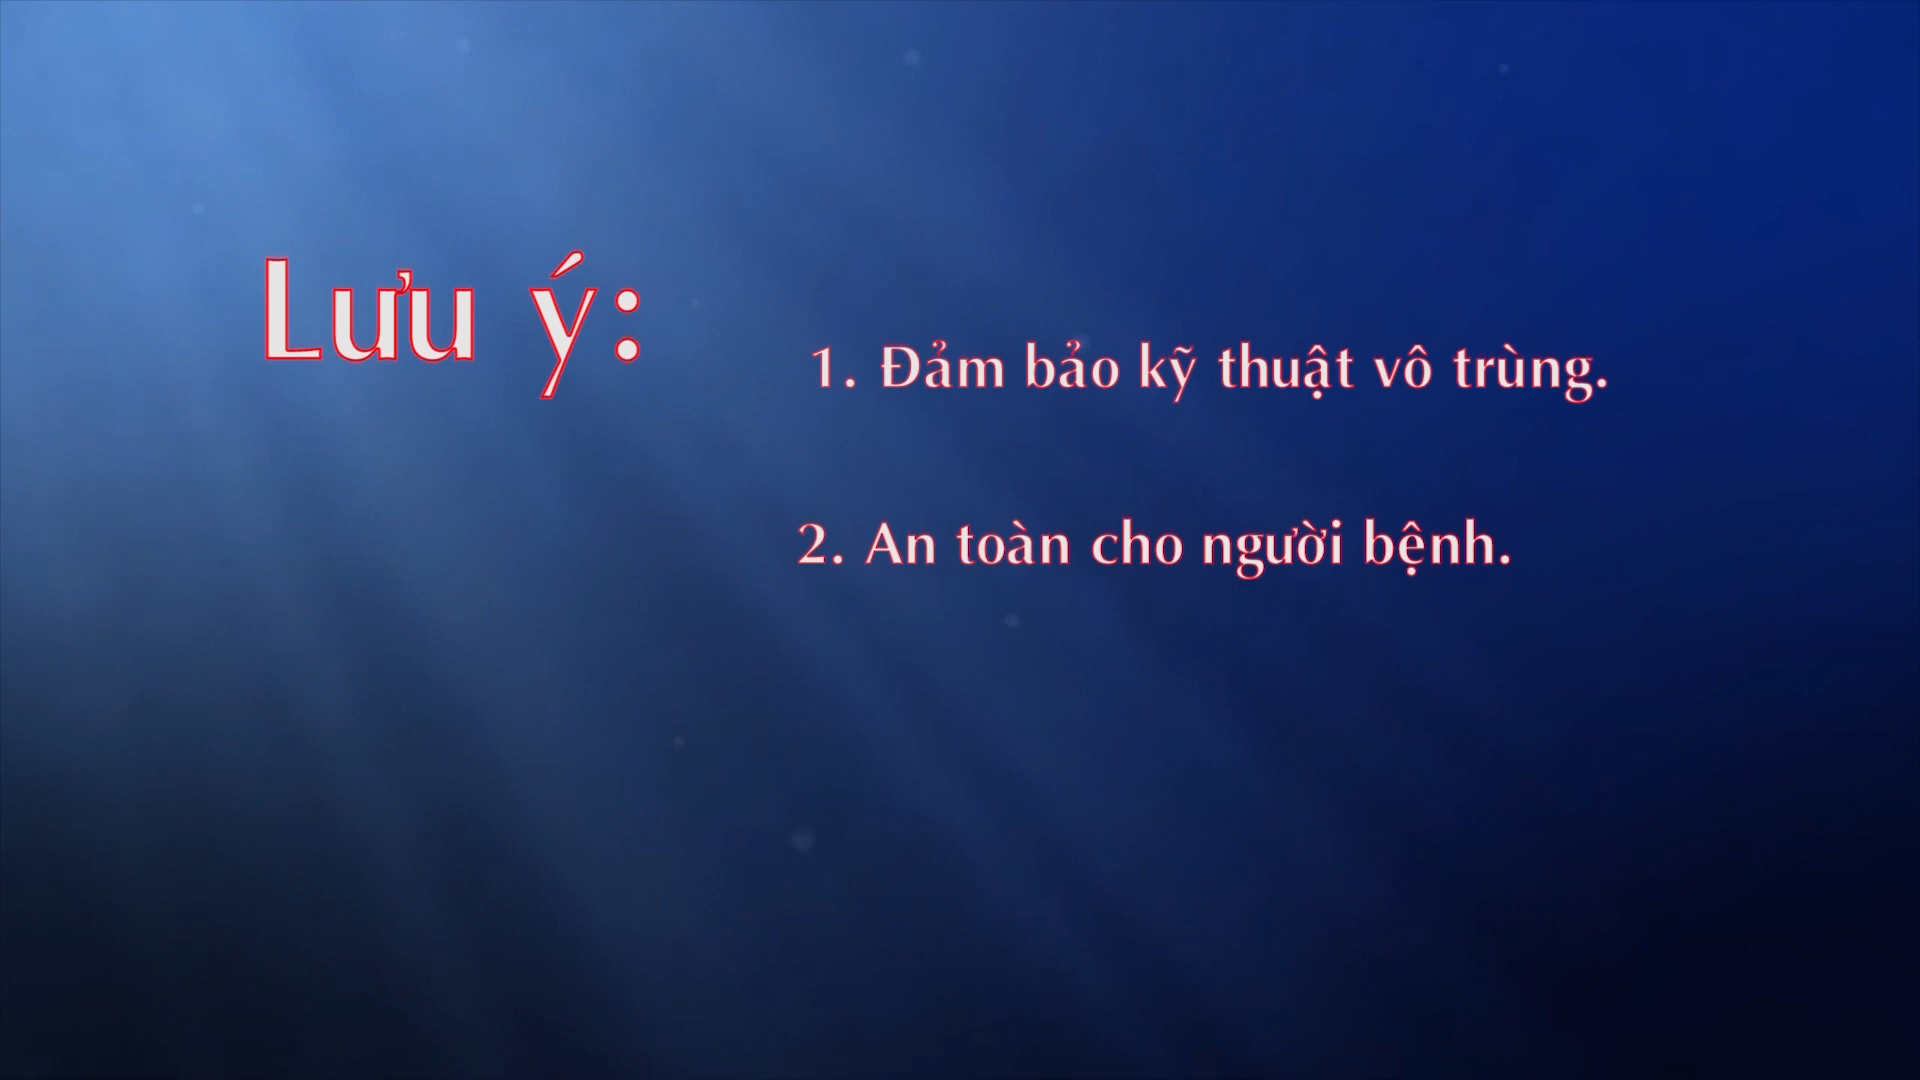 Lưu ý:
1. Đảm bảo kỹ thuật vô trùng.
2. An toàn cho người bệnh.